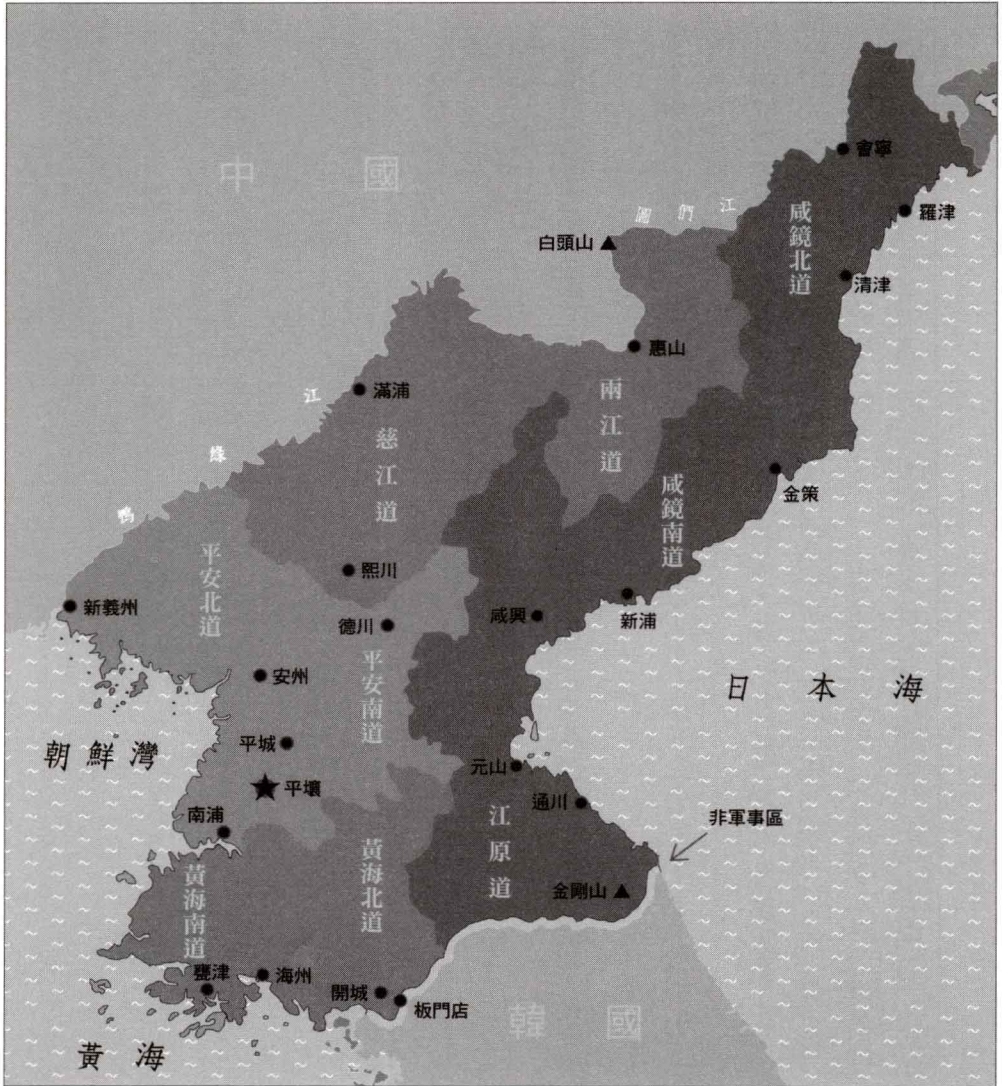 中國
會寧
羅津
圖們江
白頭山
咸鏡北道
清津
惠山
滿浦
兩江道
慈江道
鴨綠江
金策
咸鏡南道
平安北道
熙川
新義州
德川
咸興
新浦
平安南道
安州
日本海
平城
朝鮮灣
元山
平壤
通川
南浦
非軍事區
江原道
黃海北道
黃海南道
金剛山
甕津
海州
開城
板門店
韓國
黃海